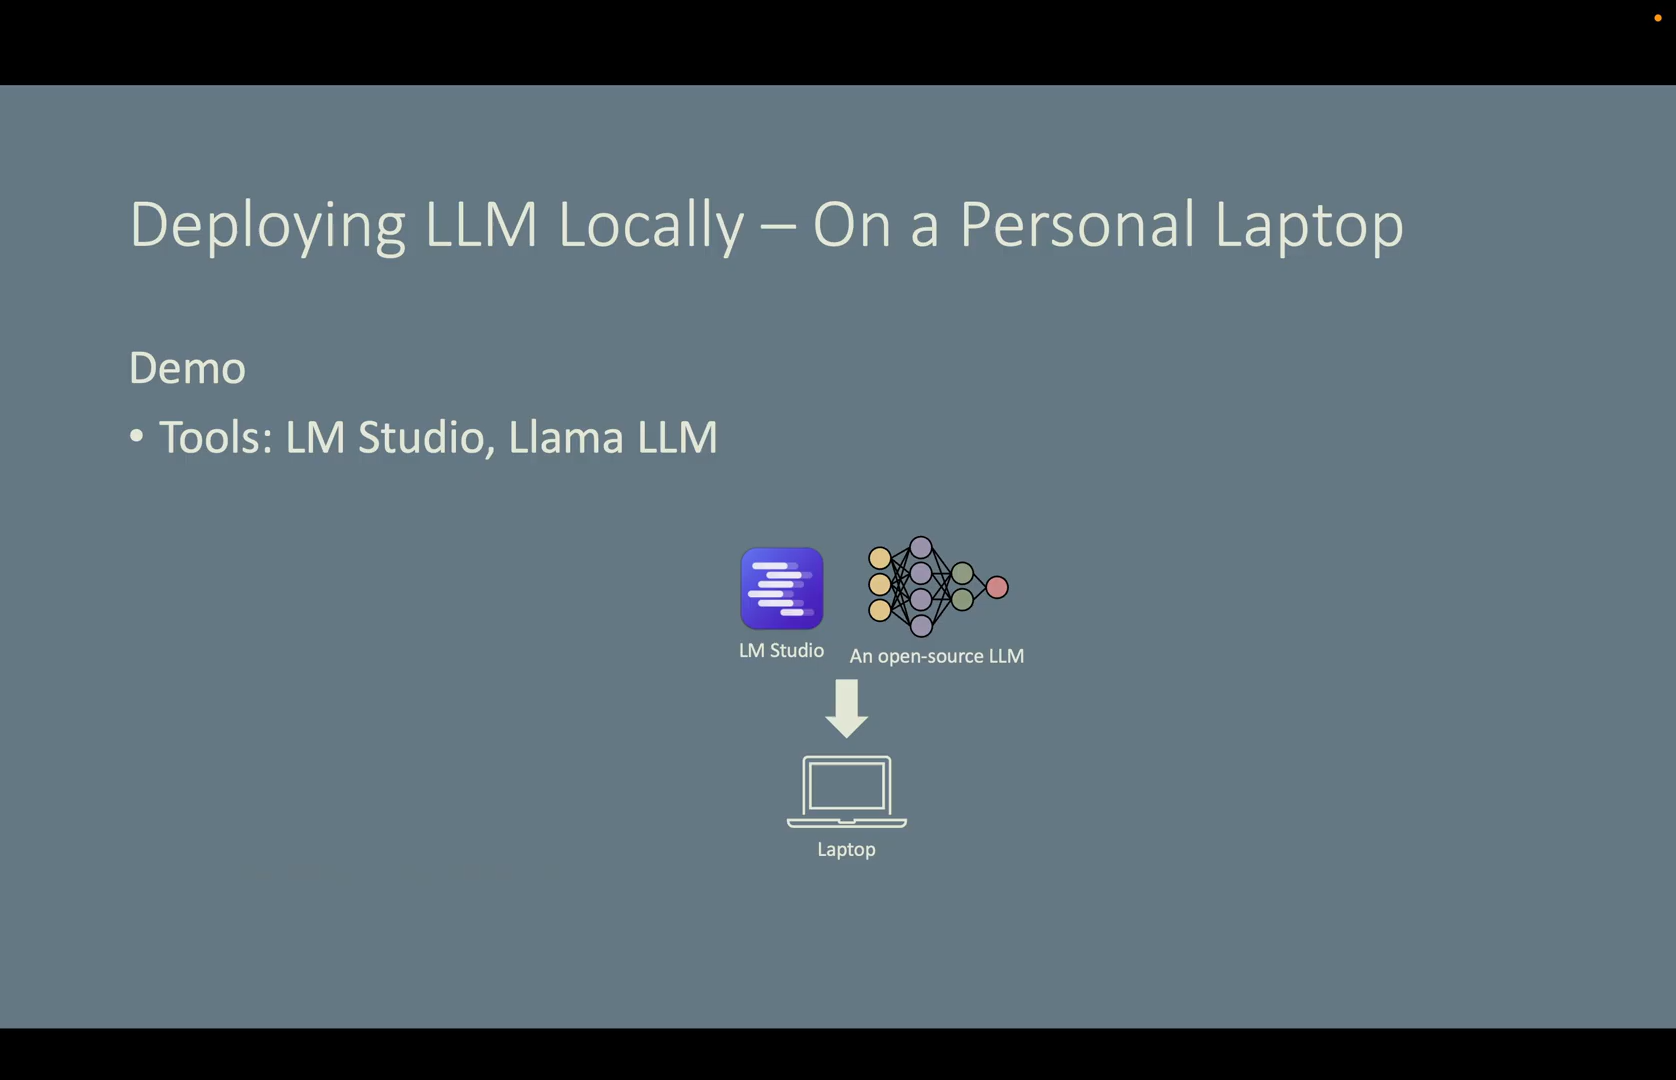 Deploying LLM Locally – On a Personal Laptop
Demo
• Tools: LM Studio, Llama LLM
LM Studio
An open-source LLM
Laptop